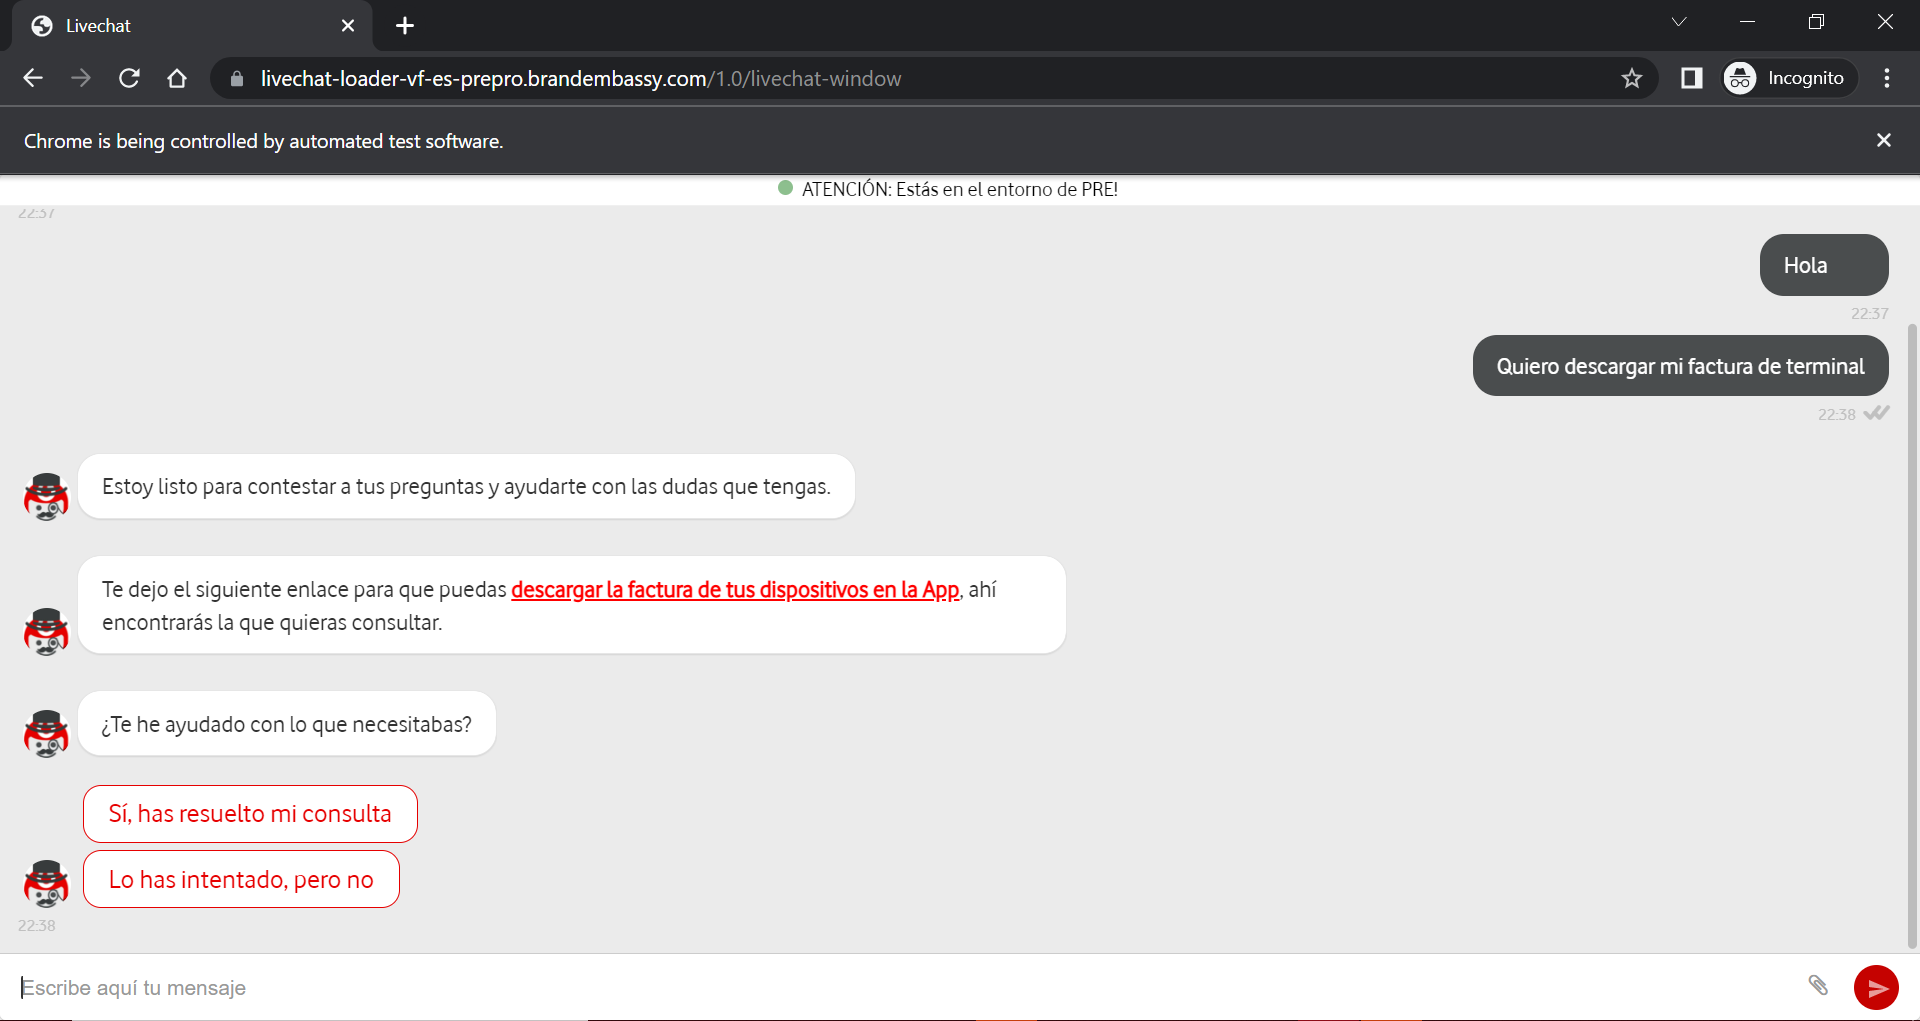 Livechat
livechat-loader-vf-es-prepro.brandembassy.com/1.0/livechat-window
Incognito
Chrome is being controlled by automated test software.
ATENCIÓN: Estás en el entorno de PRE!
22:37
Hola
22:37
Quiero descargar mi factura de terminal
22:38
Estoy listo para contestar a tus preguntas y ayudarte con las dudas que tengas.
Te dejo el siguiente enlace para que puedas descargar la factura de tus dispositivos en la App, ahí
encontrarás la que quieras consultar.
¿Te he ayudado con lo que necesitabas?
Sí, has resuelto mi consulta
Lo has intentado, pero no
22:38
Escribe aquí tu mensaje